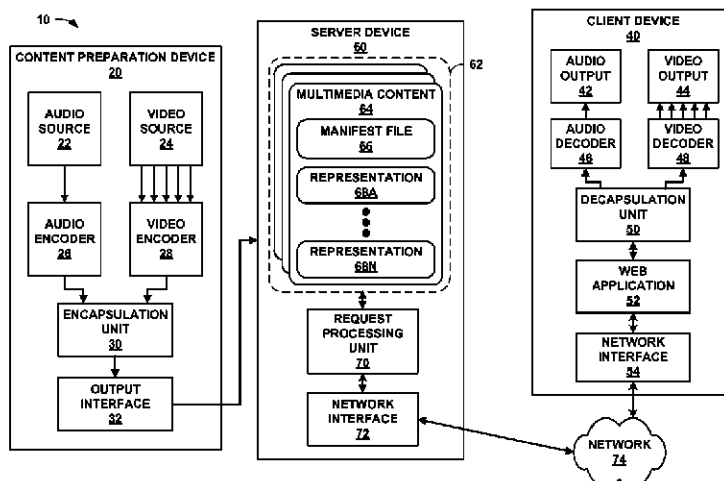 10
CONTENT PREPARATION DEVICE
20
AUDIO
SOURCE
22
VIDEO
SOURCE
24
AUDIO
ENCODER
26
VIDEO
ENCODER
28
ENCAPSULATION
UNIT
30
OUTPUT
INTERFACE
32
SERVER DEVICE
60
62
MULTIMEDIA CONTENT
64
MANIFEST FILE
66
REPRESENTATION
68A
REPRESENTATION
68N
REQUEST
PROCESSING
UNIT
70
NETWORK
INTERFACE
72
CLIENT DEVICE
40
AUDIO
OUTPUT
42
VIDEO
OUTPUT
44
AUDIO
DECODER
46
VIDEO
DECODER
48
DECAPSULATION
UNIT
50
WEB
APPLICATION
52
NETWORK
INTERFACE
54
NETWORK
74